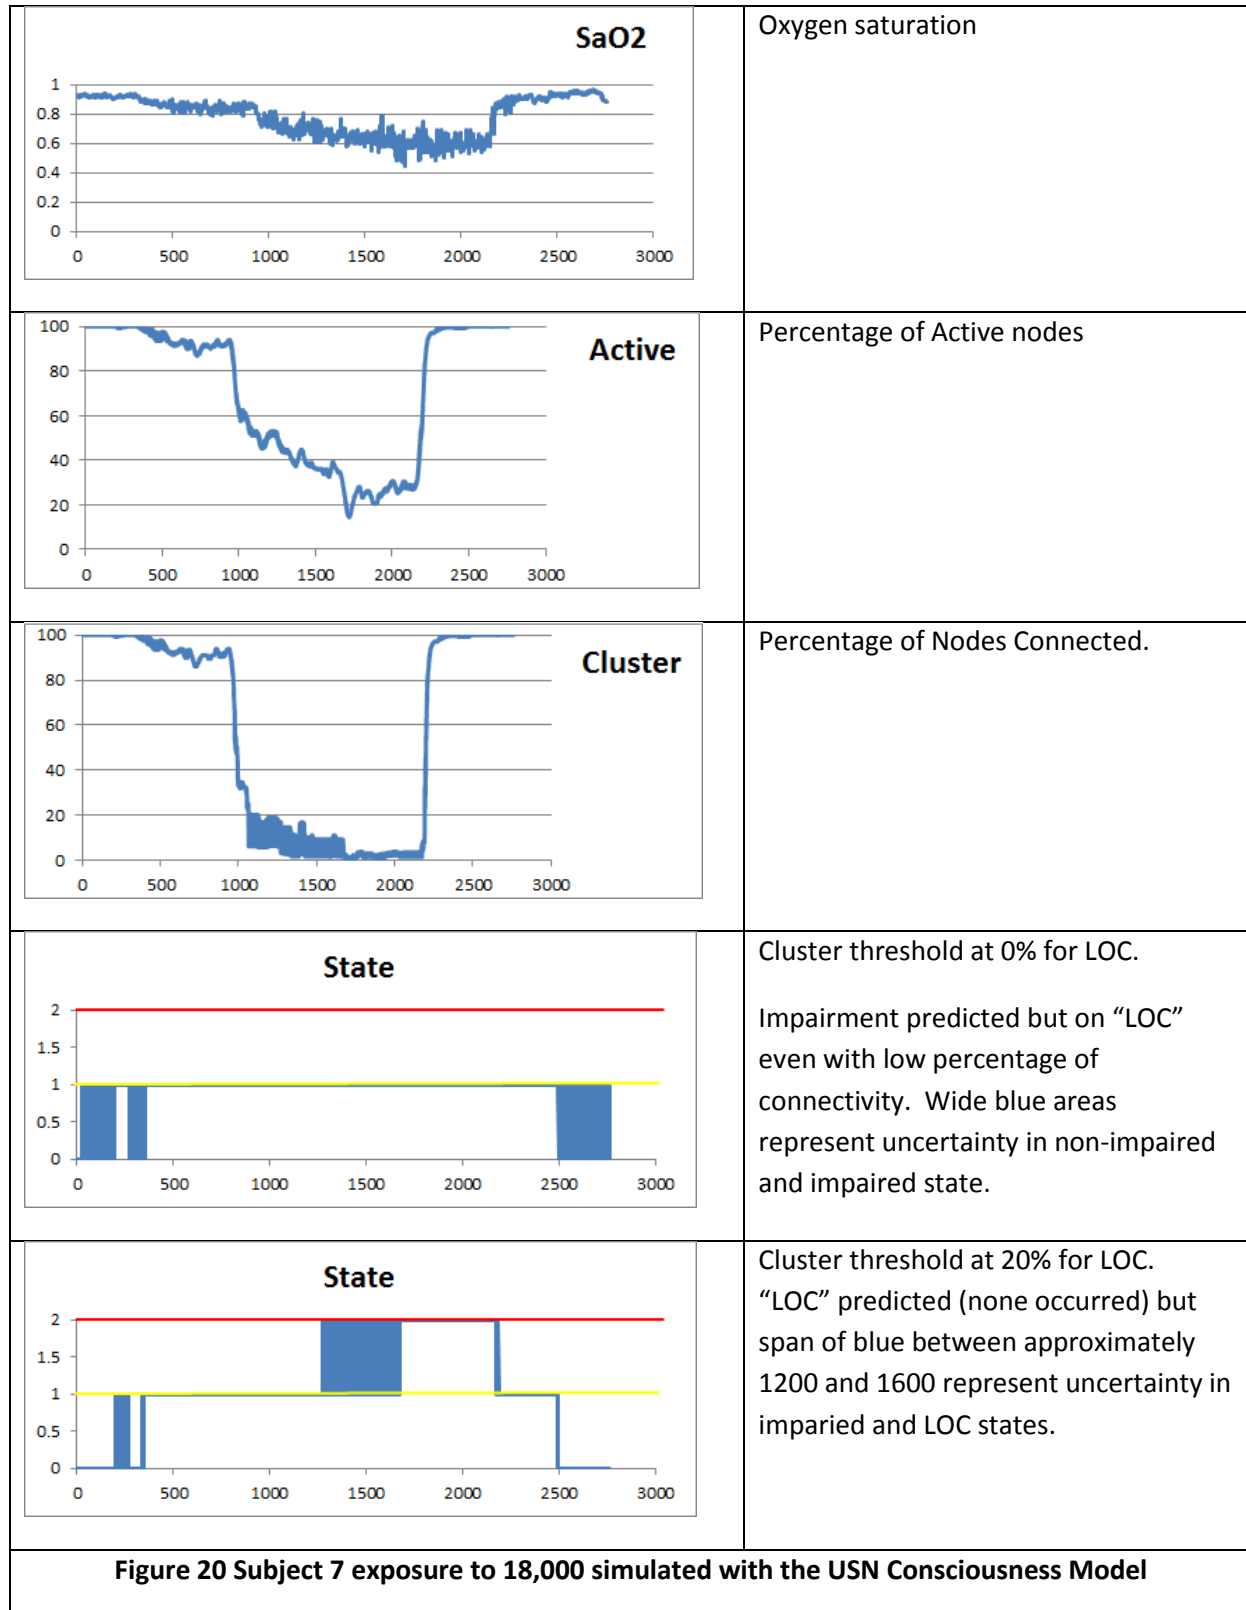 SaO2
1
0.8
0.6
0.4
0.2
0
0 500 1000 1500 2000 2500 3000
Oxygen saturation
Active
100
80
60
40
20
0
0 500 1000 1500 2000 2500 3000
Percentage of Active nodes
Cluster
100
80
60
40
20
0
0 500 1000 1500 2000 2500 3000
Percentage of Nodes Connected.
State
2
1.5
1
0.5
0
0 500 1000 1500 2000 2500 3000
Cluster threshold at 0% for LOC.
Impairment predicted but on “LOC”
even with low percentage of
connectivity. Wide blue areas
represent uncertainty in non-impaired
and impaired state.
State
2
1.5
1
0.5
0
0 500 1000 1500 2000 2500 3000
Cluster threshold at 20% for LOC.
“LOC” predicted (none occurred) but
span of blue between approximately
1200 and 1600 represent uncertainty in
imparied and LOC states.
Figure 20 Subject 7 exposure to 18,000 simulated with the USN Consciousness Model